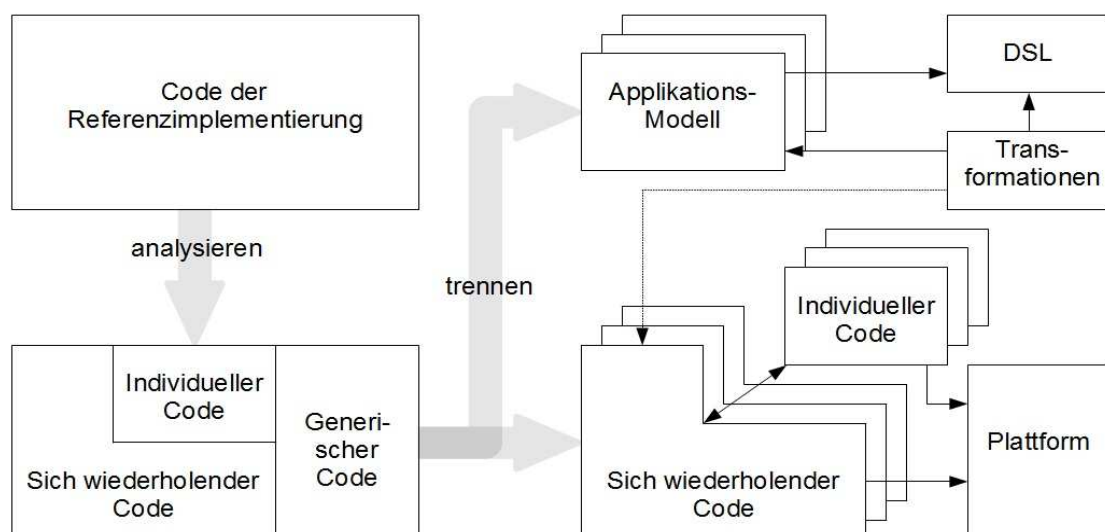 Code der
Referenzimplementierung
analysieren
Individueller
Code
Generi-
scher
Code
Sich wiederholender
Code
trennen
Applikations-
Modell
DSL
Trans-
formationen
Individueller
Code
Sich wiederholender
Code
Plattform